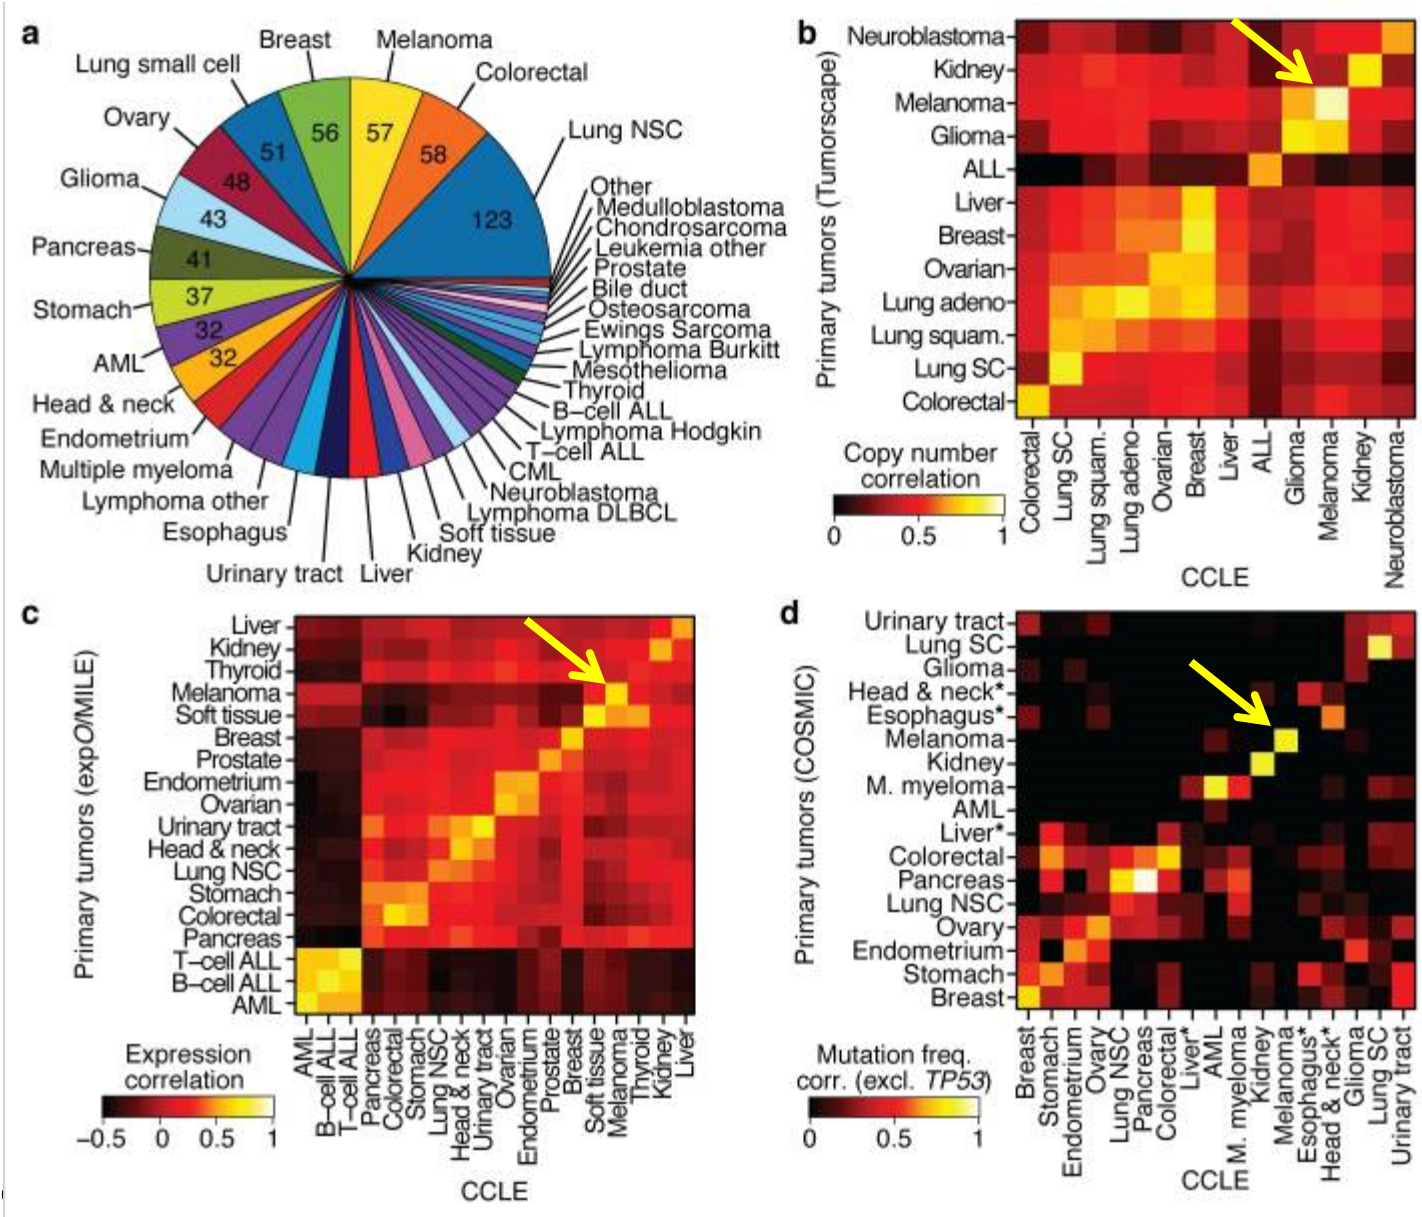 a
Breast
Melanoma
Lung small cell
Colorectal
Ovary
Lung NSC
Glioma
Pancreas
Stomach
AML
Head & neck
Endometrium
Multiple myeloma
Lymphoma other
Esophagus
Urinary tract
Liver
Kidney
Soft tissue
Lymphoma DLBCL
Neuroblastoma
CML
T-cell ALL
Lymphoma Hodgkin
B-cell ALL
Thyroid
Mesothelioma
Lymphoma Burkitt
Ewings Sarcoma
Osteosarcoma
Bile duct
Prostate
Leukemia other
Chondrosarcoma
Medulloblastoma
Other
56
57
58
123
51
48
43
41
37
32
32
b
Primary tumors (Tumorscape)
Neuroblastoma
Kidney
Melanoma
Glioma
ALL
Liver
Breast
Ovarian
Lung adeno
Lung squam.
Lung SC
Colorectal
Colorectal
Lung SC
Lung squam.
Lung adeno
Ovarian
Breast
Liver
ALL
Glioma
Melanoma
Kidney
Neuroblastoma
CCLE
Copy number
correlation
0 0.5 1
c
Primary tumors (expO/MILE)
Liver
Kidney
Thyroid
Melanoma
Soft tissue
Breast
Prostate
Endometrium
Ovarian
Urinary tract
Head & neck
Lung NSC
Stomach
Colorectal
Pancreas
T-cell ALL
B-cell ALL
AML
AML
B-cell ALL
T-cell ALL
Pancreas
Colorectal
Stomach
Lung NSC
Head & neck
Urinary tract
Ovarian
Endometrium
Prostate
Breast
Soft tissue
Melanoma
Thyroid
Kidney
Liver
CCLE
Expression
correlation
−0.5 0 0.5 1
d
Primary tumors (COSMIC)
Urinary tract
Lung SC
Glioma
Head & neck*
Esophagus*
Melanoma
Kidney
M. myeloma
AML
Liver*
Colorectal
Pancreas
Lung NSC
Ovary
Endometrium
Stomach
Breast
Breast
Stomach
Endometrium
Ovary
Lung NSC
Pancreas
Colorectal
Liver*
AML
M. myeloma
Kidney
Melanoma
Esophagus*
Head & neck*
Glioma
Lung SC
Urinary tract
CCLE
Mutation freq.
corr. (excl. TP53)
0 0.5 1